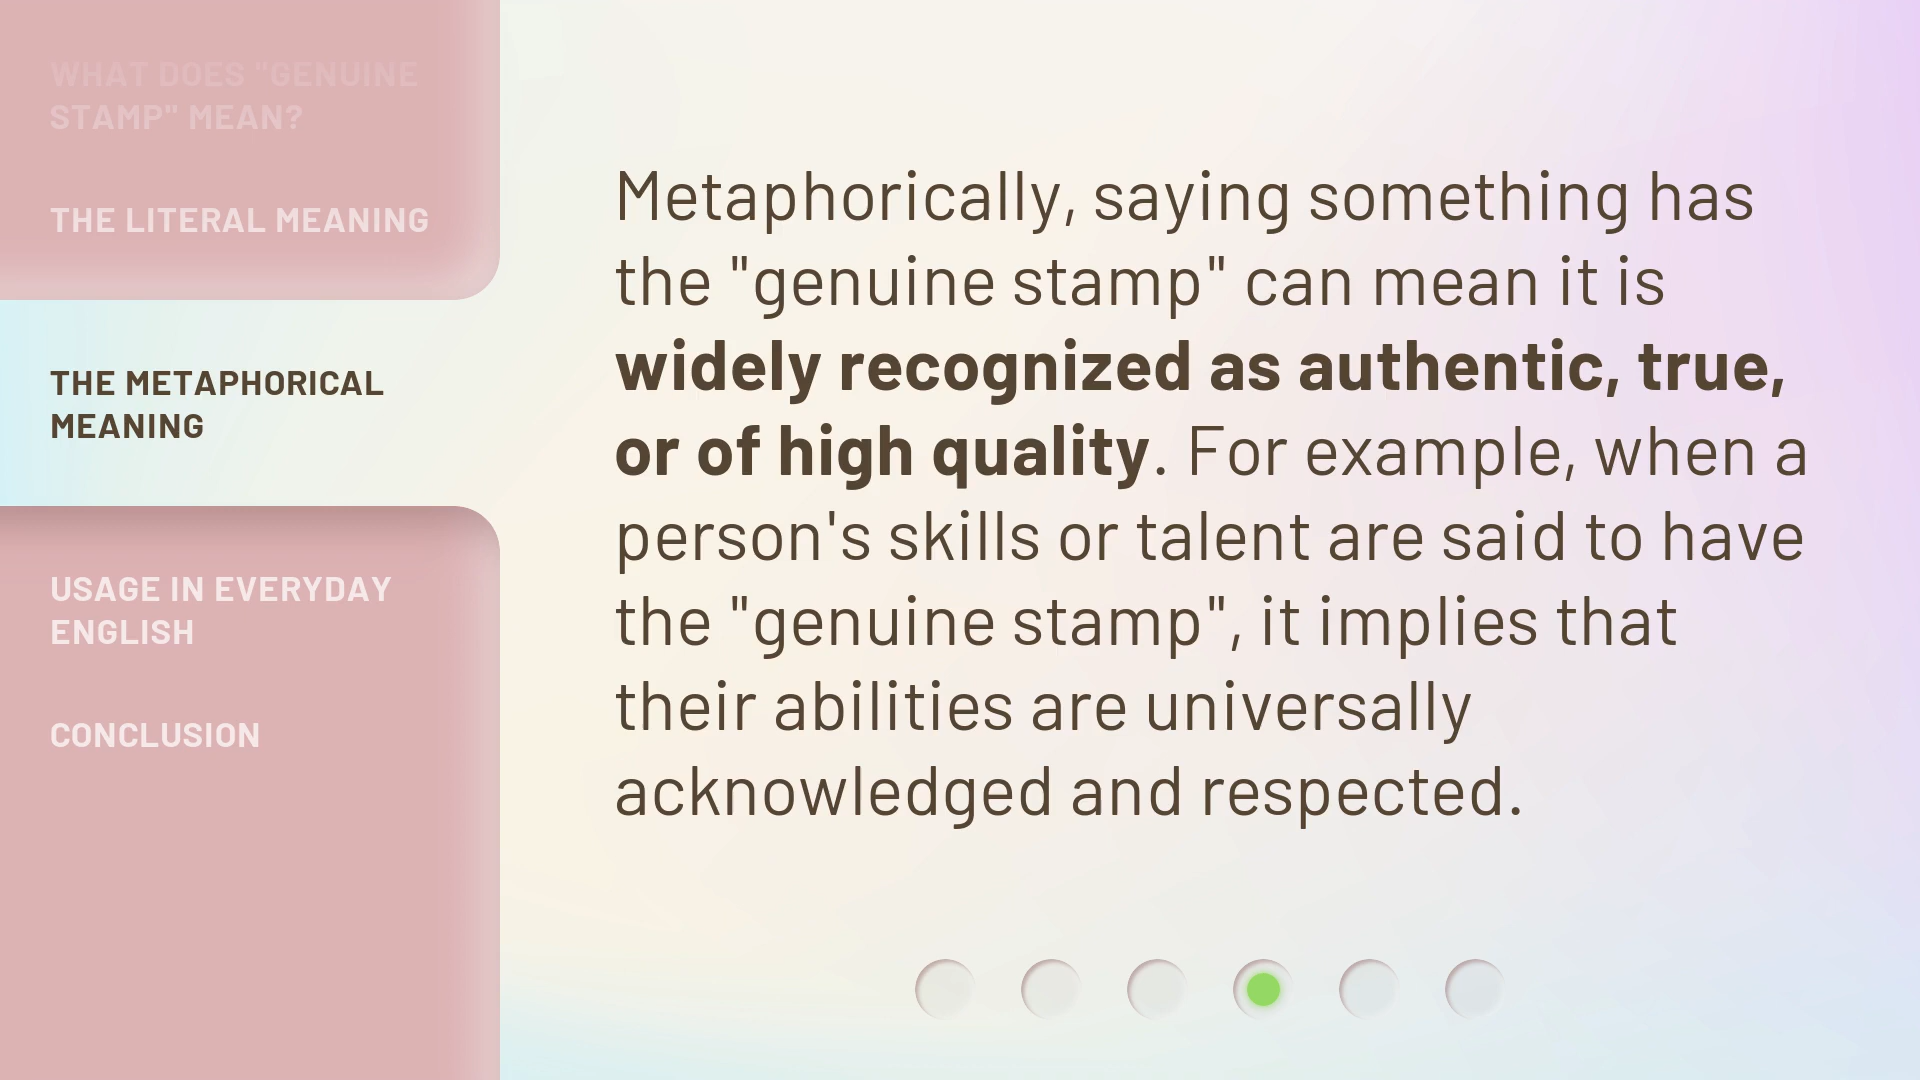 WHAT DOES "GENUINE
STAMP" MEAN?
THE LITERAL MEANING
THE METAPHORICAL
MEANING
USAGE IN EVERYDAY
ENGLISH
CONCLUSION
Metaphorically, saying something has
the "genuine stamp" can mean it is
widely recognized as authentic, true,
or of high quality. For example, when a
person's skills or talent are said to have
the "genuine stamp", it implies that
their abilities are universally
acknowledged and respected.